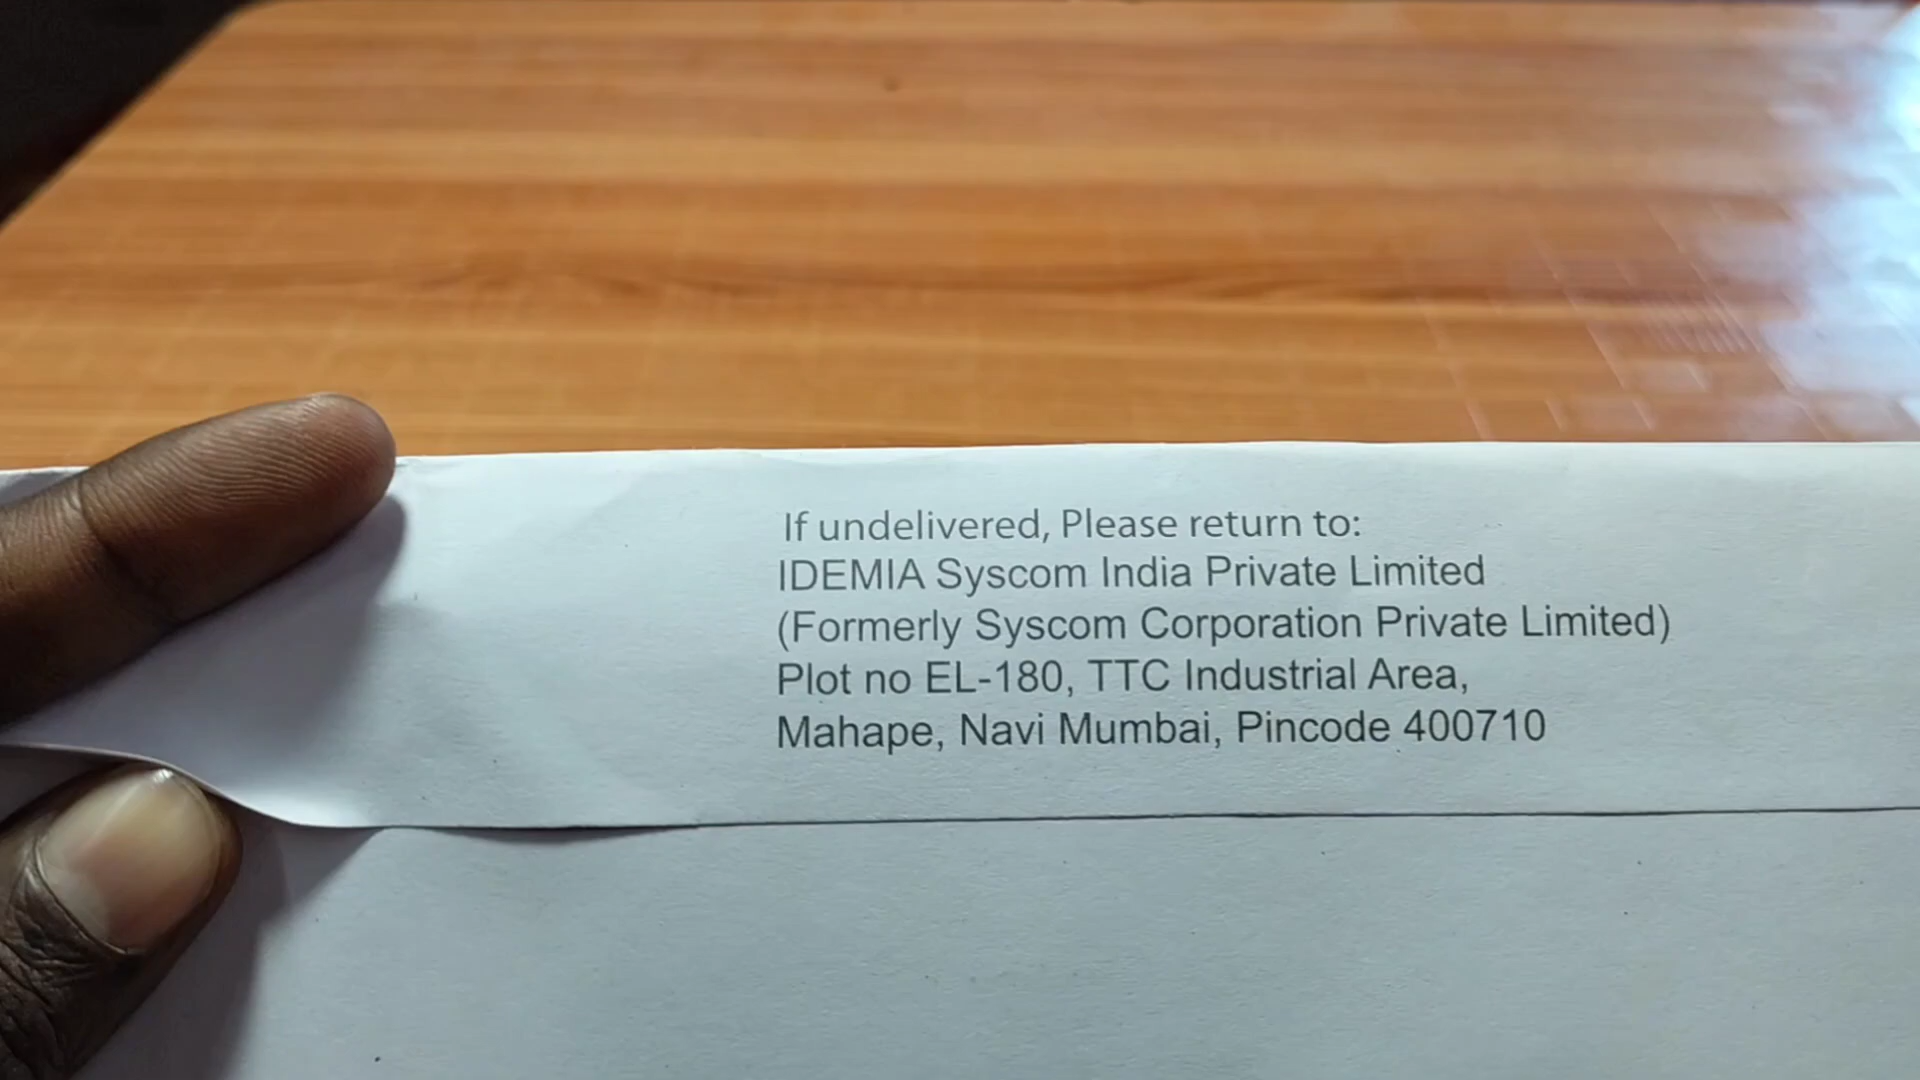 If undelivered, Please return to:
IDEMIA Syscom India Private Limited
(Formerly Syscom Corporation Private Limited)
Plot no EL-180, TTC Industrial Area,
Mahape, Navi Mumbai, Pincode 400710